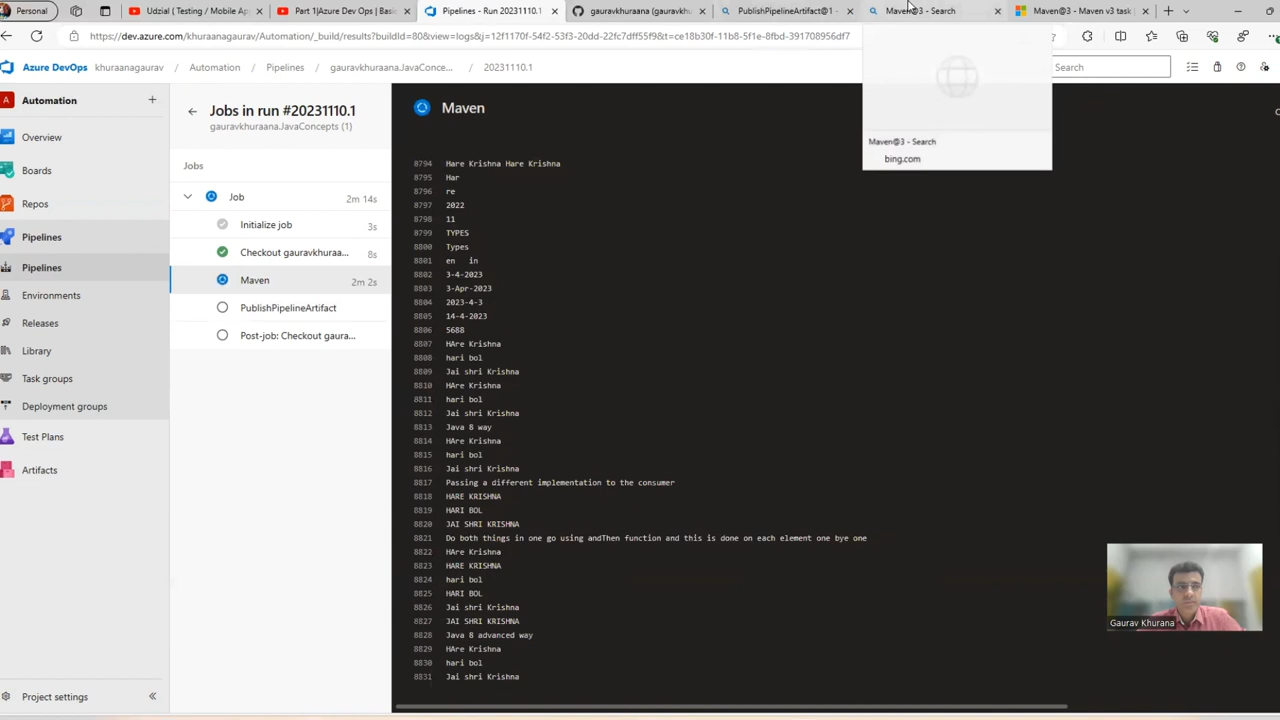 Personal
Udzial ( Testing / Mobile Ap
Part 1|Azure Dev Ops | Basic
Pipelines - Run 20231110.1
gauravkhuraana (gaurav khur
PublishPipelineArtifact@1 -
Maven@3 - Search
Maven@3 - Maven v3 task |
https://dev.azure.com/khuraanagaurav/Automation/_build/results?buildId=80&view=logs&j=12f1170f-54f2-53f3-20dd-22fc7dff55f9&t=ce18b30f-11b8-5f1e-8fbd-391708956df7
Azure DevOps
khuraanagaurav / Automation / Pipelines / gauravkhuraana.JavaConce... / 20231110.1
Search
A Automation
Overview
Boards
Repos
Pipelines
Pipelines
Environments
Releases
Library
Task groups
Deployment groups
Test Plans
Artifacts
Project settings
Jobs in run #20231110.1
gauravkhuraana.JavaConcepts (1)
Jobs
Job 2m 14s
Initialize job 3s
Checkout gauravkhuraa... 8s
Maven 2m 2s
PublishPipelineArtifact
Post-job: Checkout gaura...
Maven
Maven@3 - Search
bing.com
8794 Hare Krishna Hare Krishna
8795 Har
8796 re
8797 2022
8798 11
8799 TYPES
8800 Types
8801 en in
8802 3-4-2023
8803 3-Apr-2023
8804 2023-4-3
8805 14-4-2023
8806 5688
8807 HAre Krishna
8808 hari bol
8809 Jai shri Krishna
8810 HAre Krishna
8811 hari bol
8812 Jai shri Krishna
8813 Java 8 way
8814 HAre Krishna
8815 hari bol
8816 Jai shri Krishna
8817 Passing a different implementation to the consumer
8818 HARE KRISHNA
8819 HARI BOL
8820 JAI SHRI KRISHNA
8821 Do both things in one go using andThen function and this is done on each element one bye one
8822 HAre Krishna
8823 HARE KRISHNA
8824 hari bol
8825 HARI BOL
8826 Jai shri Krishna
8827 JAI SHRI KRISHNA
8828 Java 8 advanced way
8829 HAre Krishna
8830 hari bol
8831 Jai shri Krishna
Gaurav Khurana